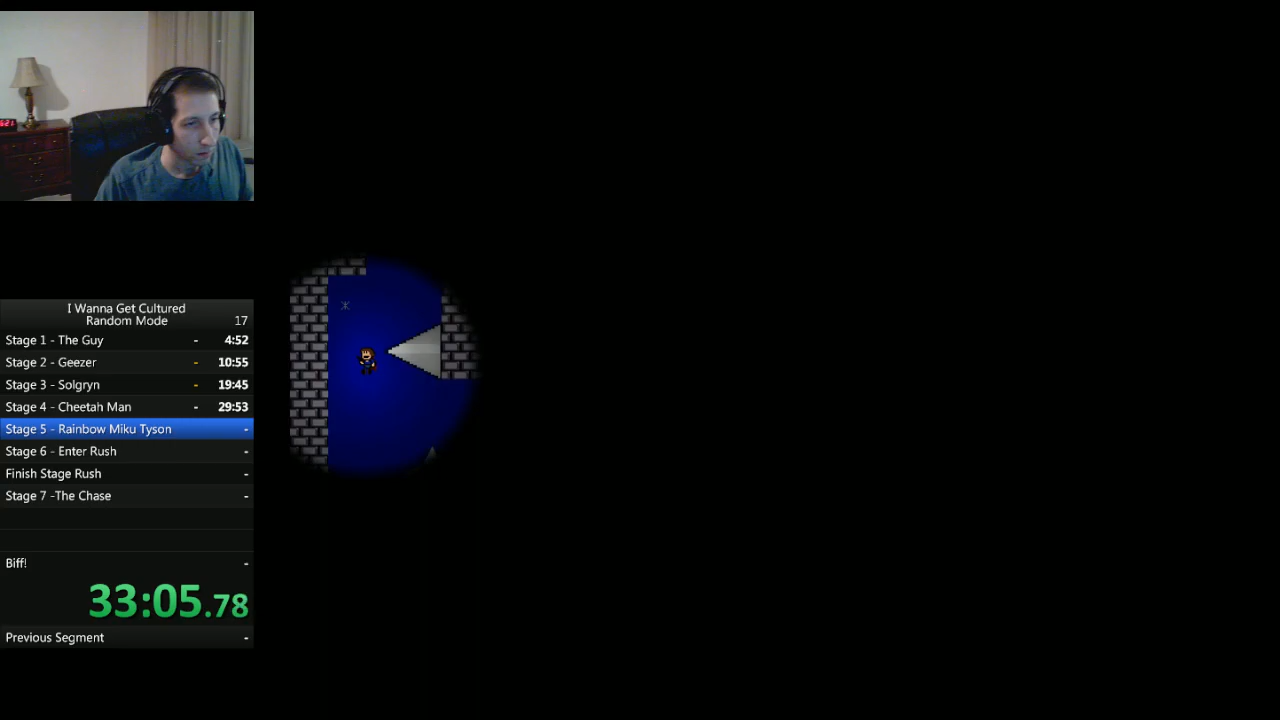 I Wanna Get Cultured
Random Mode 17
Stage 1 - The Guy - 4:52
Stage 2 - Geezer - 10:55
Stage 3 - Solgryn - 19:45
Stage 4 - Cheetah Man - 29:53
Stage 5 - Rainbow Miku Tyson -
Stage 6 - Enter Rush -
Finish Stage Rush -
Stage 7 -The Chase -
Biff! -
33:05.78
Previous Segment -